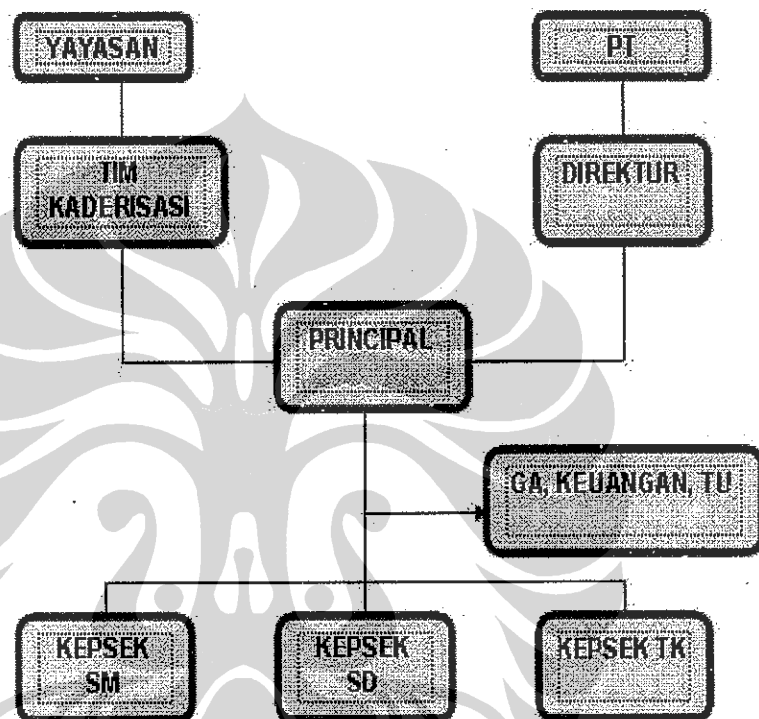 YAYASAN
PT
TIM
KADERISASI
DIREKTUR
PRINCIPAL
GA, KEUANGAN, TU
KEPSEK
SM
KEPSEK
SD
KEPSEK TK